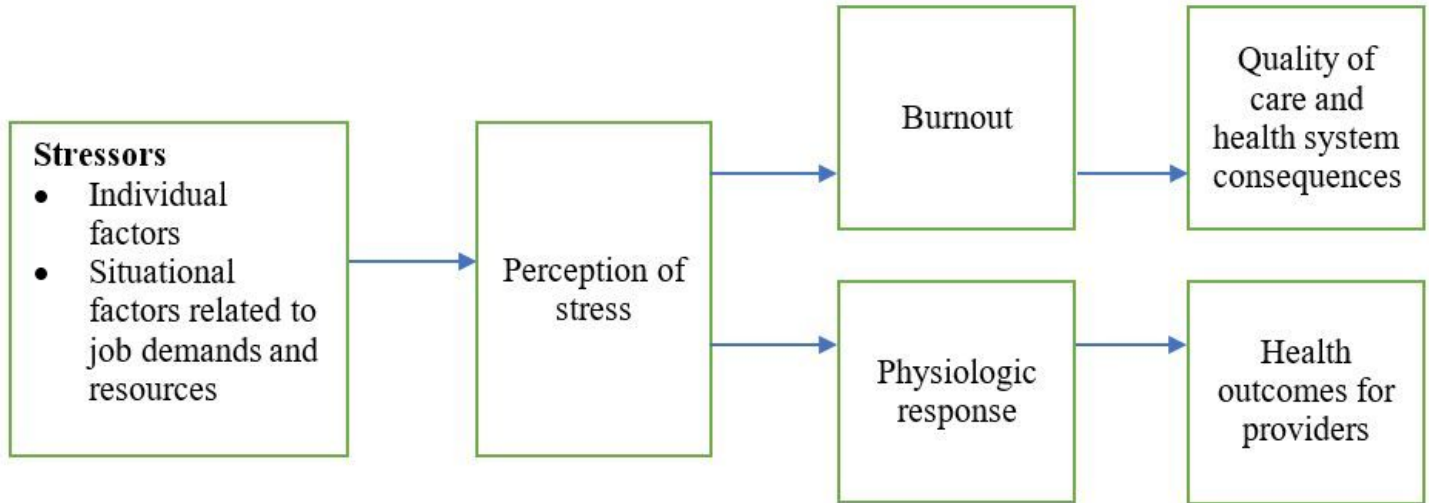 Stressors
• Individual
factors
• Situational
factors related to
job demands and
resources
Perception of
stress
Burnout
Quality of
care and
health system
consequences
Physiologic
response
Health
outcomes for
providers